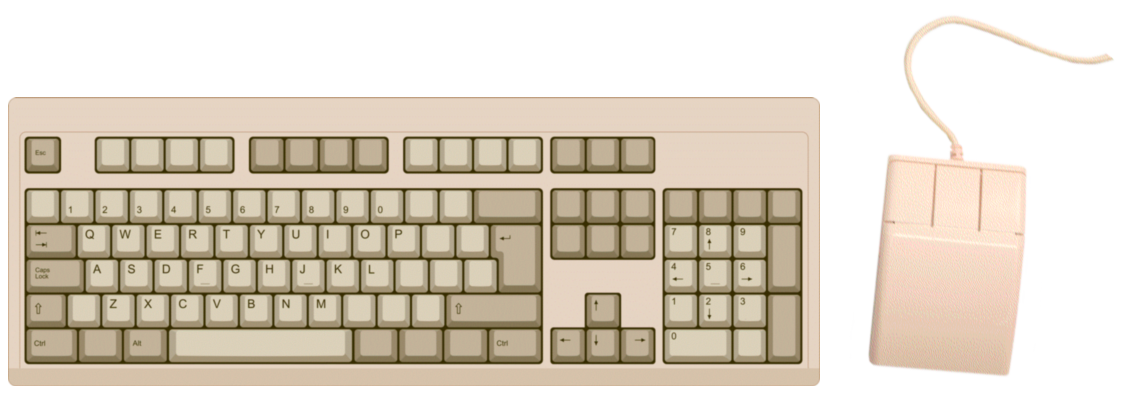 Esc
1 2 3 4 5 6 7 8 9 0
Q W E R T Y U I O P 7 8 9
Caps Lock A S D F G H J K L 4 5 6
Z X C V B N M 1 2 3
Ctrl Alt Ctrl 0